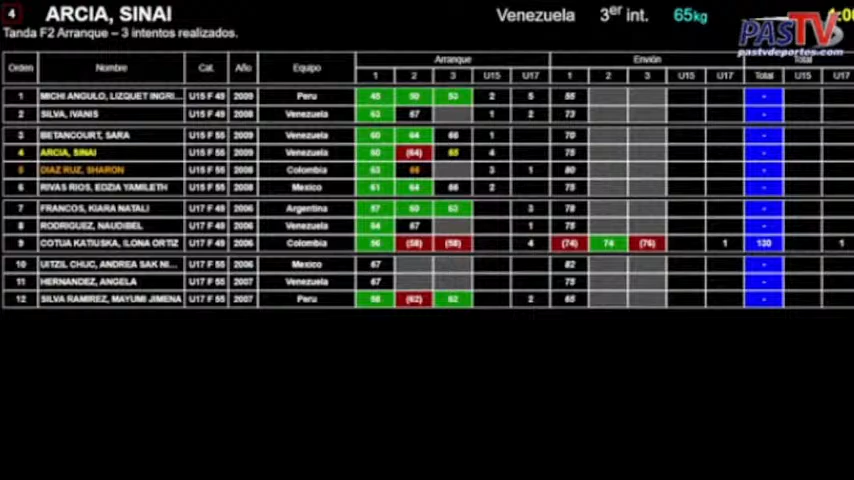 4 ARCIA, SINAI Venezuela 3er int. 65kg
PASTV
Tanda F2 Arranque – 3 intentos realizados.
pastvdeportes.com
Arranque Envión Total
Orden Nombre Cat. Año Equipo 1 2 3 U15 U17 1 2 3 U15 U17 Total U15 U17
1 MICHI ANGULO, LIZQUET INGRI... U15 F 49 2009 Peru 45 50 53 2 5 55 -
2 SILVA, IVANIS U15 F 49 2008 Venezuela 63 67 1 2 73 -
3 BETANCOURT, SARA U15 F 55 2009 Venezuela 60 64 66 1 70 -
4 ARCIA, SINAI U15 F 55 2009 Venezuela 60 (64) 65 4 75 -
5 DIAZ RUZ, SHARON U15 F 55 2008 Colombia 63 66 3 1 80 -
6 RIVAS RIOS, EDZIA YAMILETH U15 F 55 2008 Mexico 61 64 66 2 75 -
7 FRANCOS, KIARA NATALI U17 F 49 2006 Argentina 57 60 63 3 78 -
8 RODRIGUEZ, NAUDIBEL U17 F 49 2006 Venezuela 64 67 1 75 -
9 COTUA KATIUSKA, ILONA ORTIZ U17 F 49 2006 Colombia 56 (58) (58) 4 (74) 74 (76) 1 130 1
10 UITZIL CHUC, ANDREA SAK NI... U17 F 55 2006 Mexico 67 82 -
11 HERNANDEZ, ANGELA U17 F 55 2007 Venezuela 67 75 -
12 SILVA RAMIREZ, MAYUMI JIMENA U17 F 55 2007 Peru 58 (62) 62 2 65 -